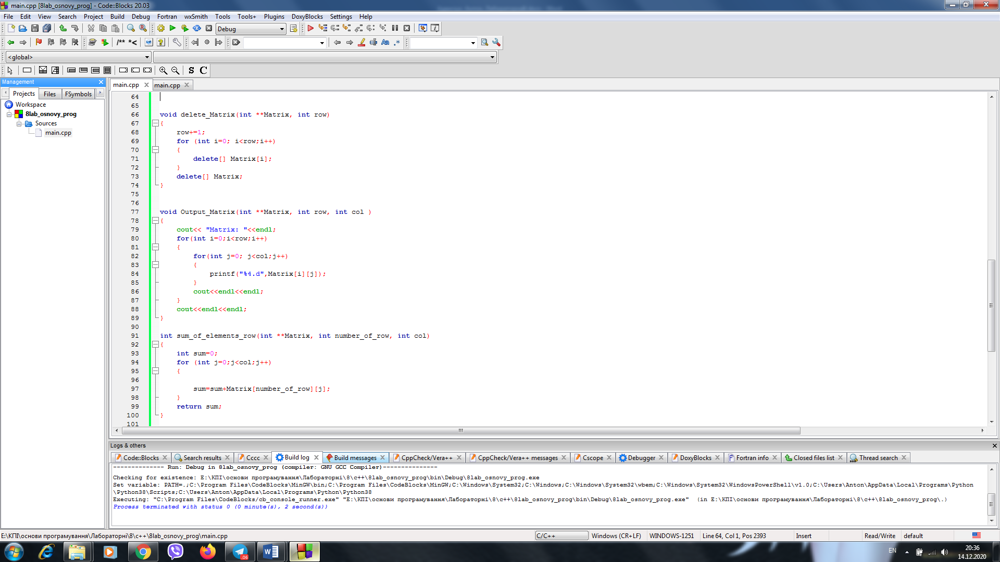 main.cpp [8lab_osnovy_prog] - Code::Blocks 20.03
File Edit View Search Project Build Debug Fortran wxSmith Tools Tools+ Plugins DoxyBlocks Settings Help
Debug
/** *<
Aa .*
<global>
S C
Management
Projects Files FSymbols
Workspace
8lab_osnovy_prog
Sources
main.cpp
main.cpp main.cpp
64
65
66 void delete_Matrix(int **Matrix, int row)
67 {
68 row+=1;
69 for (int i=0; i<row;i++)
70 {
71 delete[] Matrix[i];
72 }
73 delete[] Matrix;
74 }
75
76
77 void Output_Matrix(int **Matrix, int row, int col )
78 {
79 cout<< "Matrix: "<<endl;
80 for(int i=0;i<row;i++)
81 {
82 for(int j=0; j<col;j++)
83 {
84 printf("%4.d",Matrix[i][j]);
85 }
86 cout<<endl<<endl;
87 }
88 cout<<endl<<endl;
89 }
90
91 int sum_of_elements_row(int **Matrix, int number_of_row, int col)
92 {
93 int sum=0;
94 for (int j=0;j<col;j++)
95 {
96
97 sum=sum+Matrix[number_of_row][j];
98 }
99 return sum;
100 }
101
Logs & others
Code::Blocks Search results Cccc Build log Build messages CppCheck/Vera++ CppCheck/Vera++ messages Cscope Debugger DoxyBlocks Fortran info Closed files list Thread search
-------------- Run: Debug in 8lab_osnovy_prog (compiler: GNU GCC Compiler)---------------
Checking for existence: E:\КПІ\основи програмування\Лабораторні\8\c++\8lab_osnovy_prog\bin\Debug\8lab_osnovy_prog.exe
Set variable: PATH=.;C:\Program Files\CodeBlocks\MinGW\bin;C:\Program Files\CodeBlocks\MinGW;C:\Windows\System32;C:\Windows;C:\Windows\System32\wbem;C:\Windows\System32\WindowsPowerShell\v1.0;C:\Users\Anton\AppData\Local\Programs\Python
\Python38\Scripts;C:\Users\Anton\AppData\Local\Programs\Python\Python38
Executing: "C:\Program Files\CodeBlocks/cb_console_runner.exe" "E:\КПІ\основи програмування\Лабораторні\8\c++\8lab_osnovy_prog\bin\Debug\8lab_osnovy_prog.exe" (in E:\КПІ\основи програмування\Лабораторні\8\c++\8lab_osnovy_prog\.)
Process terminated with status 0 (0 minute(s), 2 second(s))
E:\КПІ\основи програмування\Лабораторні\8\c++\8lab_osnovy_prog\main.cpp C/C++ Windows (CR+LF) WINDOWS-1251 Line 64, Col 1, Pos 2393 Insert Read/Write default
.06
EN
20:36
14.12.2020